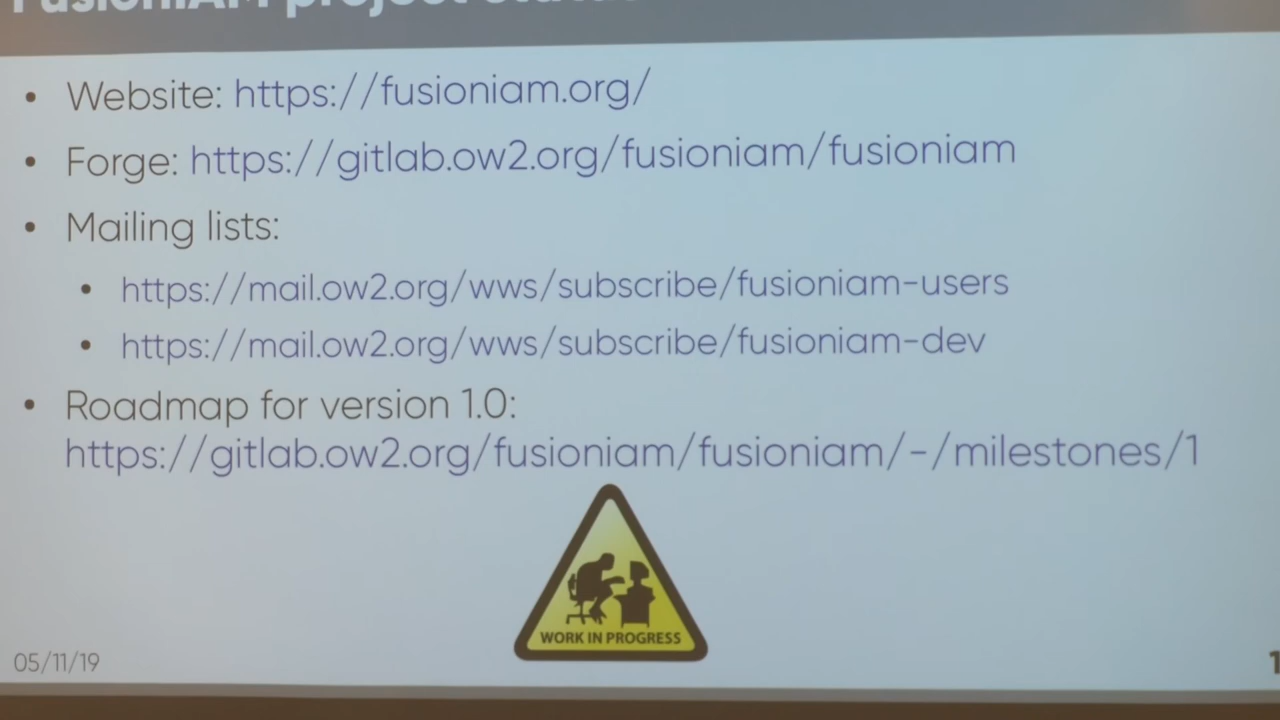 FusionIAM project status
• Website: https://fusioniam.org/
• Forge: https://gitlab.ow2.org/fusioniam/fusioniam
• Mailing lists:
• https://mail.ow2.org/wws/subscribe/fusioniam-users
• https://mail.ow2.org/wws/subscribe/fusioniam-dev
• Roadmap for version 1.0:
https://gitlab.ow2.org/fusioniam/fusioniam/-/milestones/1
WORK IN PROGRESS
05/11/19